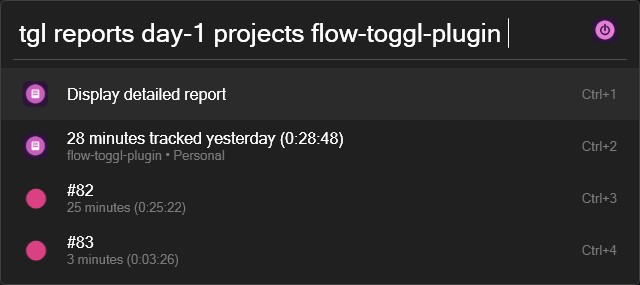 tgl reports day-1 projects flow-toggl-plugin
Display detailed report Ctrl+1
28 minutes tracked yesterday (0:28:48) Ctrl+2
flow-toggl-plugin • Personal
#82 Ctrl+3
25 minutes (0:25:22)
#83 Ctrl+4
3 minutes (0:03:26)